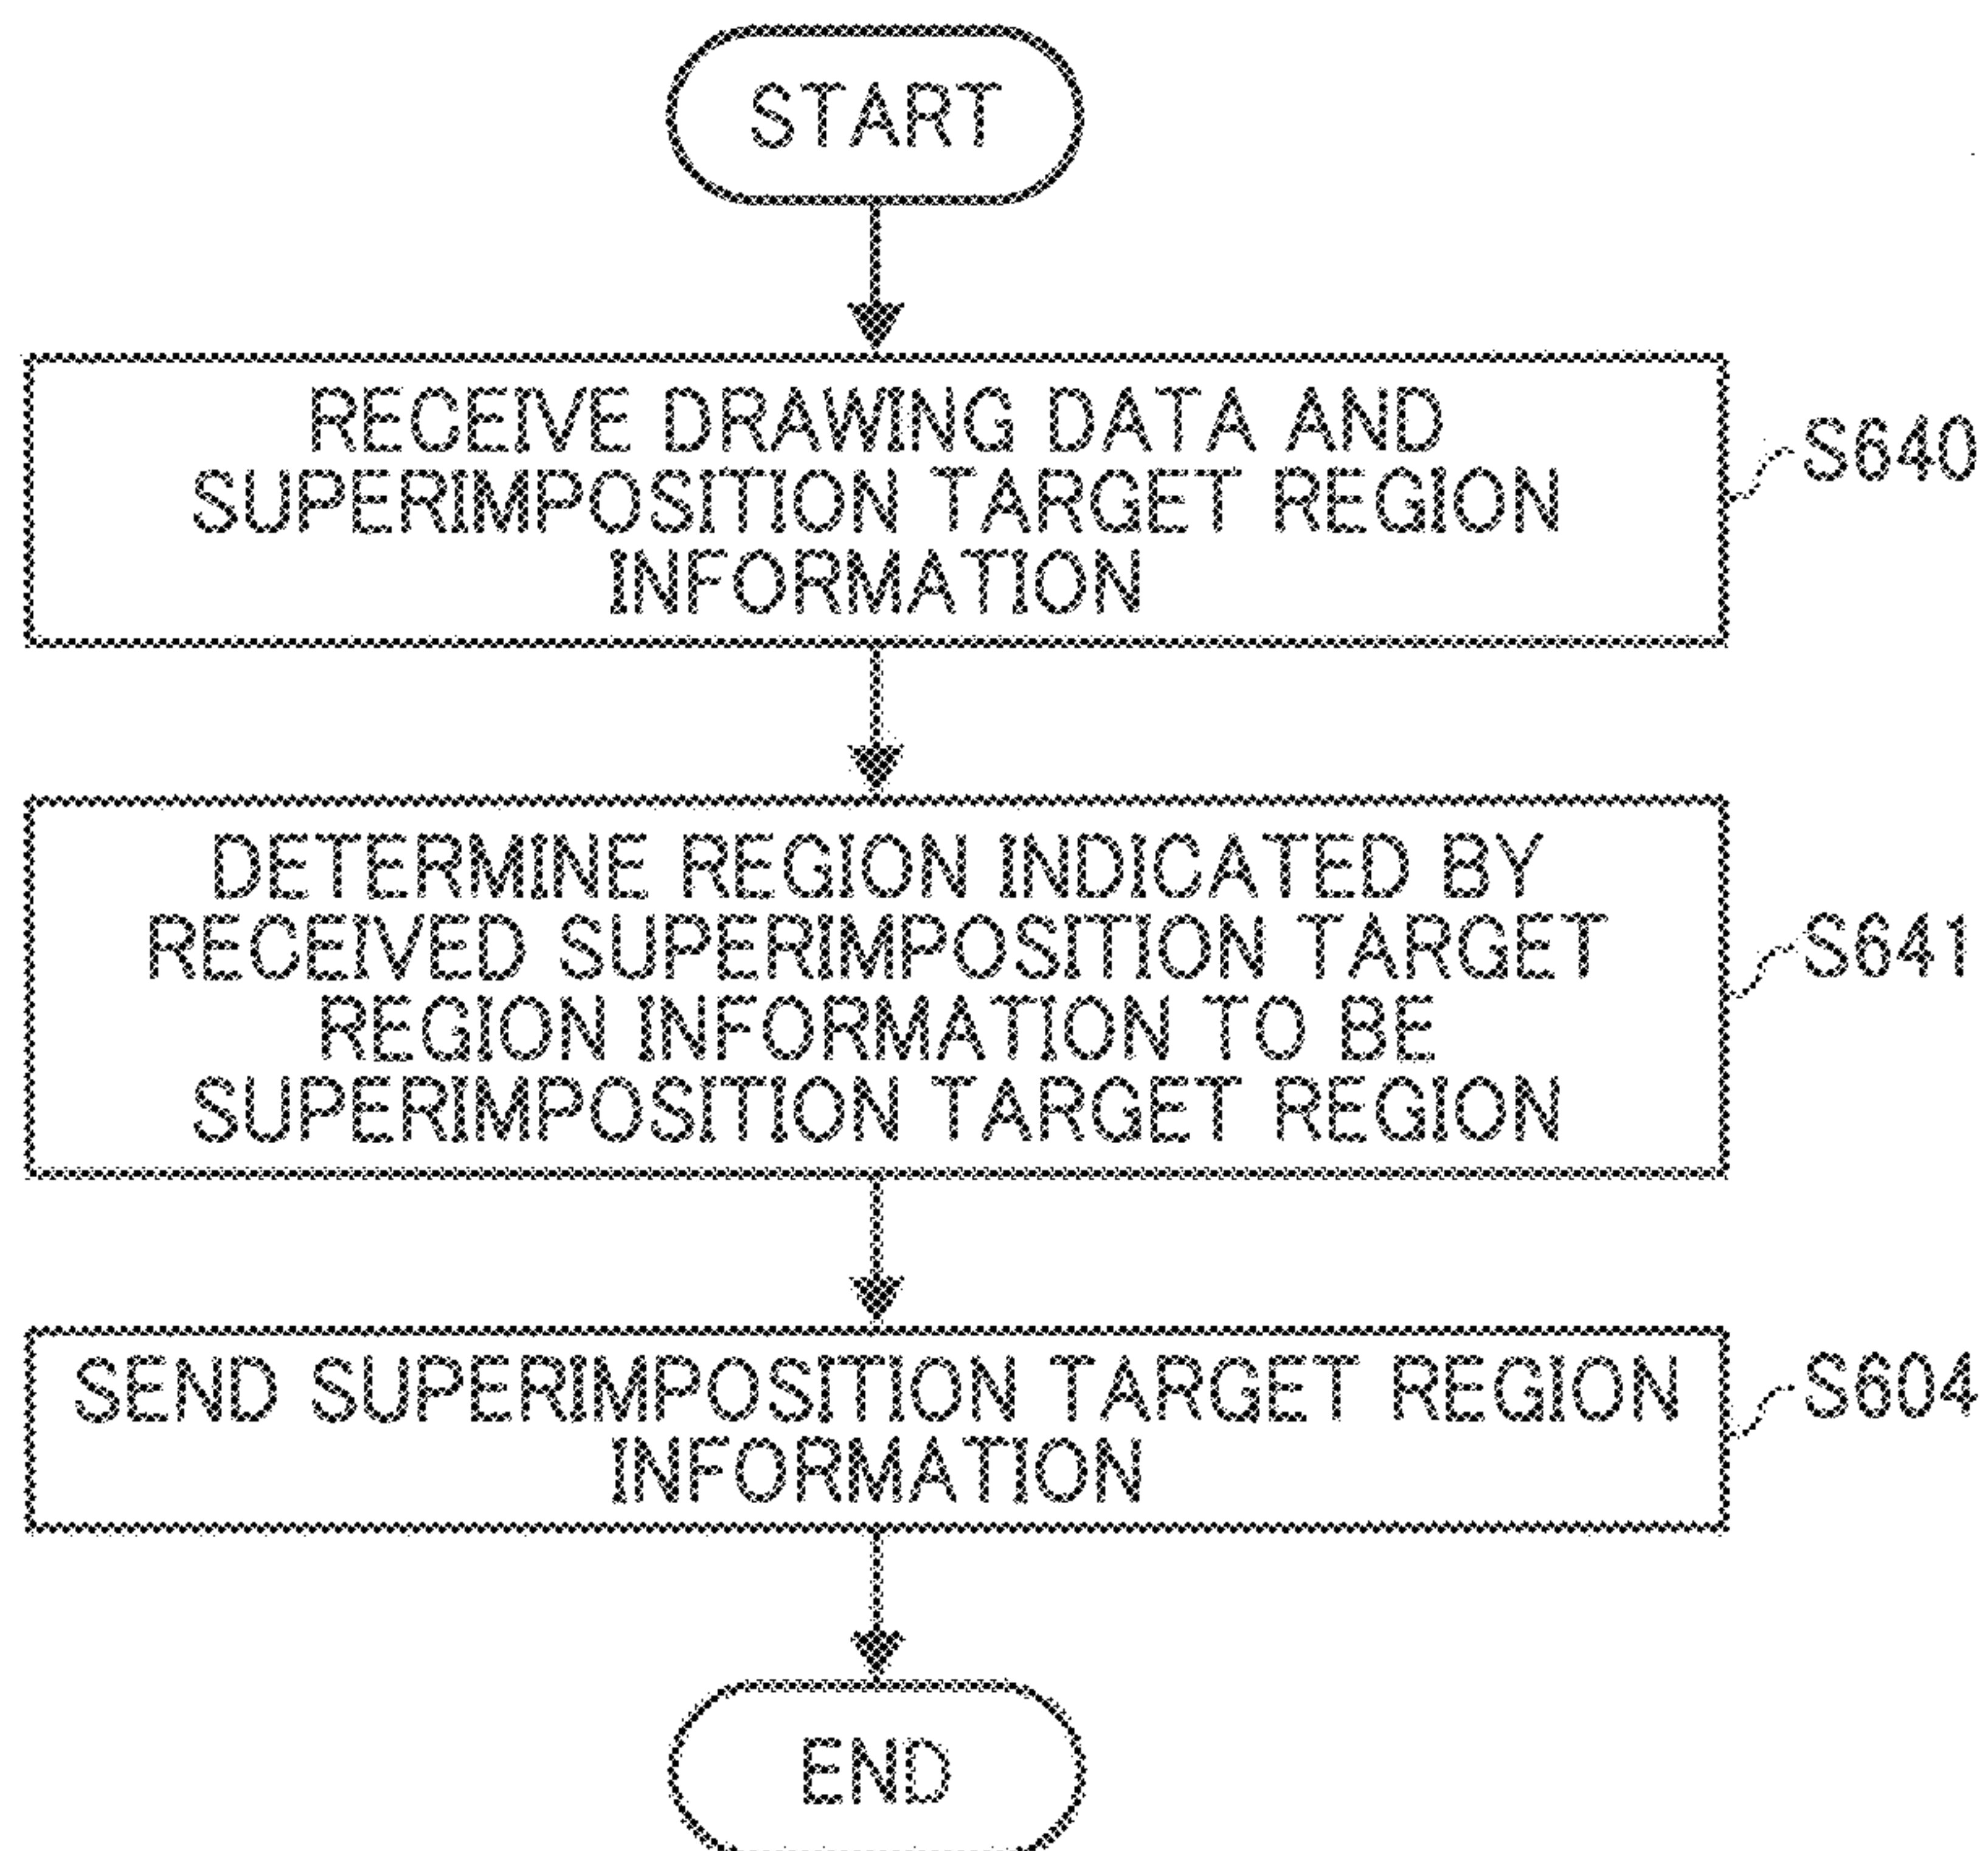 START
RECEIVE DRAWING DATA AND
SUPERIMPOSITION TARGET REGION
INFORMATION
S640
DETERMINE REGION INDICATED BY
RECEIVED SUPERIMPOSITION TARGET
REGION INFORMATION TO BE
SUPERIMPOSITION TARGET REGION
S641
SEND SUPERIMPOSITION TARGET REGION
INFORMATION
S604
END